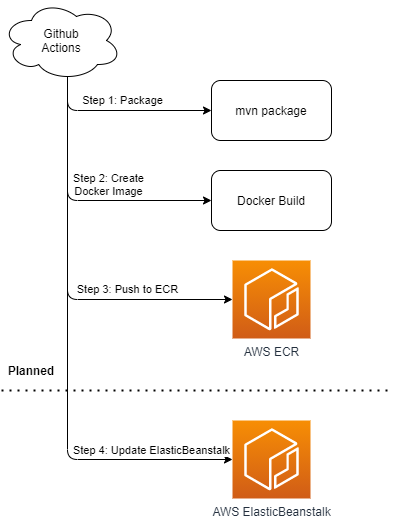 Github
Actions
Step 1: Package
mvn package
Step 2: Create
Docker Image
Docker Build
Step 3: Push to ECR
AWS ECR
Planned
Step 4: Update ElasticBeanstalk
AWS ElasticBeanstalk